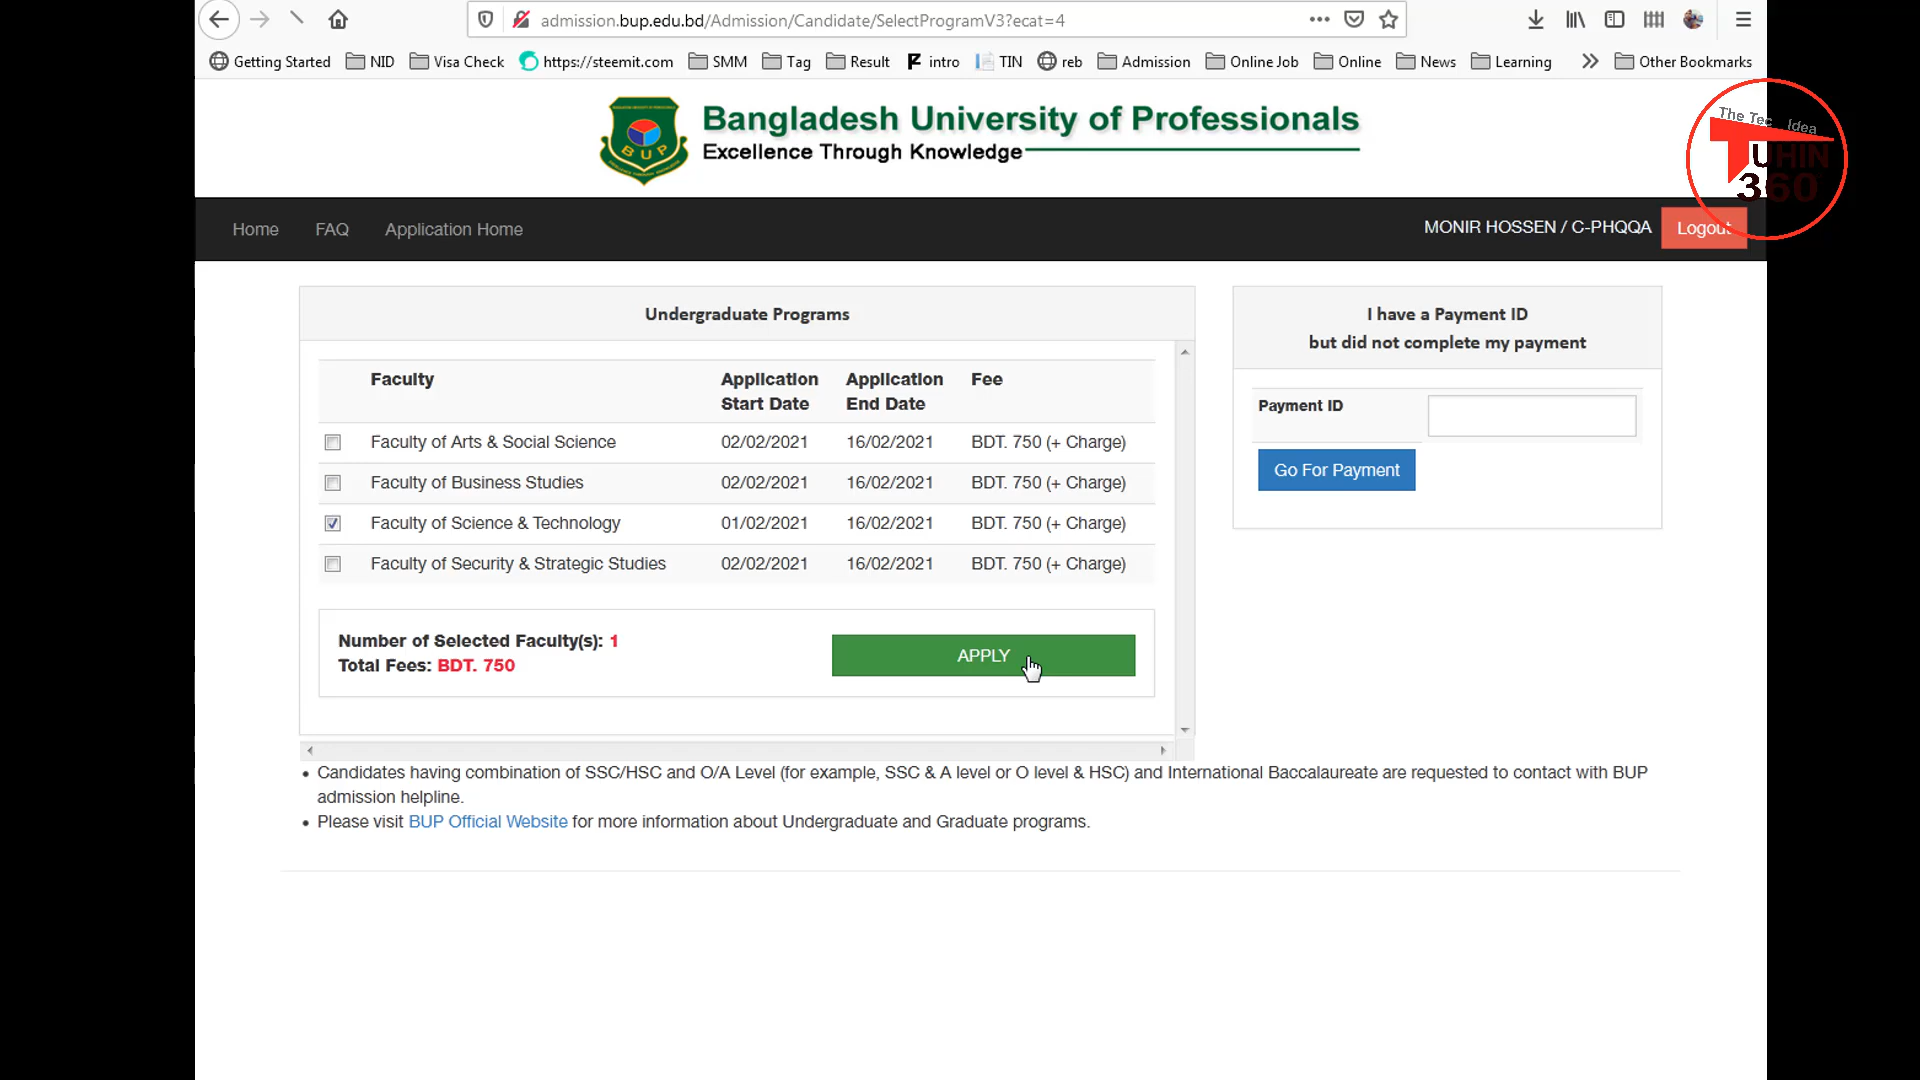 admission.bup.edu.bd/Admission/Candidate/SelectProgramV3?ecat=4
Getting Started NID Visa Check https://steemit.com SMM Tag Result intro TIN reb Admission Online Job Online News Learning Other Bookmarks
BUP
Bangladesh University of Professionals
Excellence Through Knowledge
The Tec Idea
TUHIN
360
Home FAQ Application Home MONIR HOSSEN / C-PHQQA Logout
Undergraduate Programs
Faculty Application Start Date Application End Date Fee
Faculty of Arts & Social Science 02/02/2021 16/02/2021 BDT. 750 (+ Charge)
Faculty of Business Studies 02/02/2021 16/02/2021 BDT. 750 (+ Charge)
Faculty of Science & Technology 01/02/2021 16/02/2021 BDT. 750 (+ Charge)
Faculty of Security & Strategic Studies 02/02/2021 16/02/2021 BDT. 750 (+ Charge)
Number of Selected Faculty(s): 1
Total Fees: BDT. 750
APPLY
I have a Payment ID
but did not complete my payment
Payment ID
Go For Payment
Candidates having combination of SSC/HSC and O/A Level (for example, SSC & A level or O level & HSC) and International Baccalaureate are requested to contact with BUP
admission helpline.
Please visit BUP Official Website for more information about Undergraduate and Graduate programs.